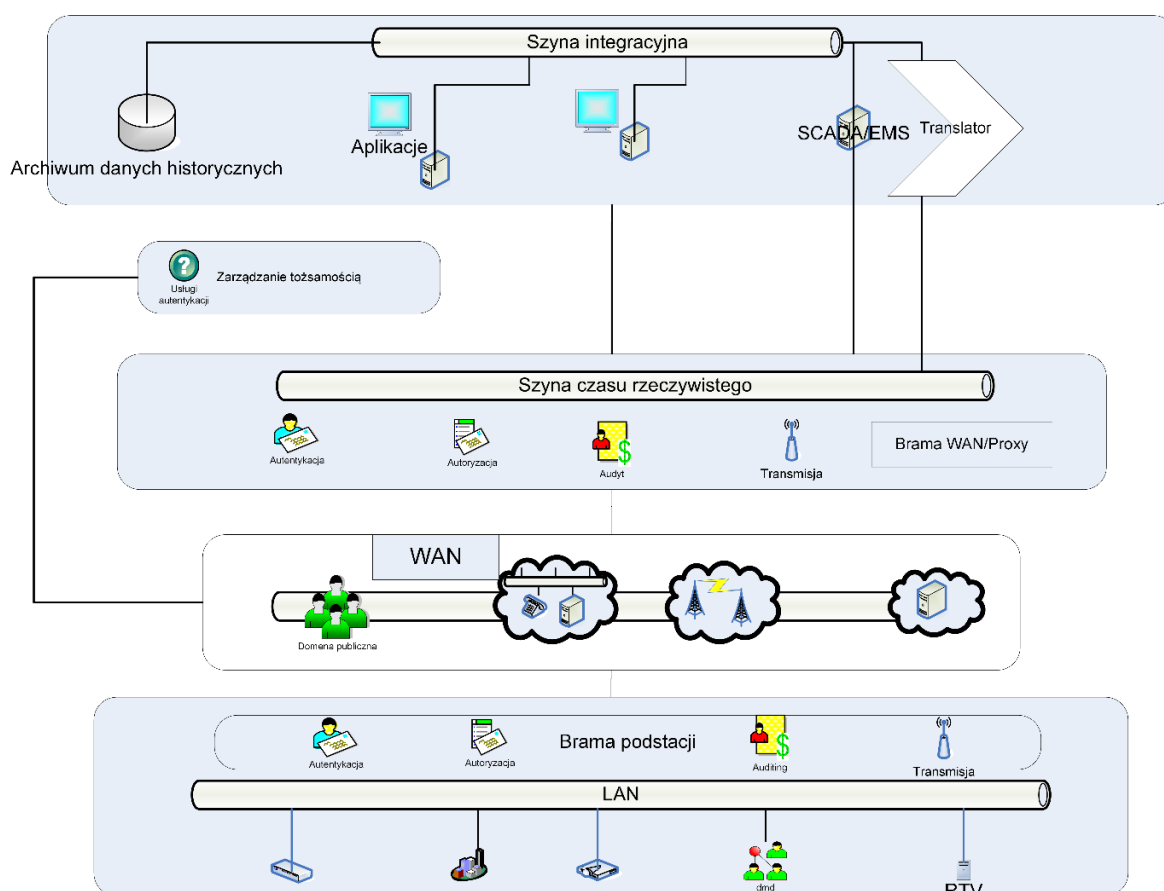 Szyna integracyjna
Archiwum danych historycznych
Aplikacje
SCADA/EMS
Translator
Usługi
autentykacji
Zarządzanie tożsamością
Szyna czasu rzeczywistego
Autentykacja
Autoryzacja
Audyt
Transmisja
Brama WAN/Proxy
WAN
Domena publiczna
Brama podstacji
Autentykacja
Autoryzacja
Auditing
Transmisja
LAN
dmd